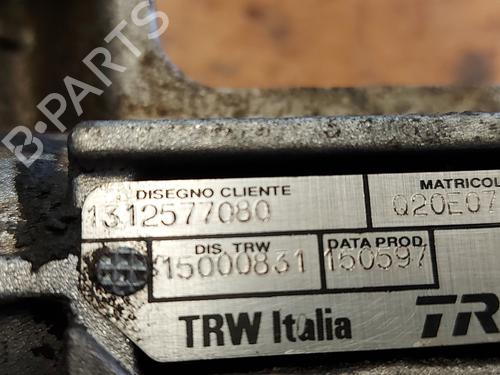 B-PARTS
DISEGNO CLIENTE
MATRICOL
1312577080
Q20E07
DIS. TRW
DATA PROD.
15000831
150597
TRW Italia
TR